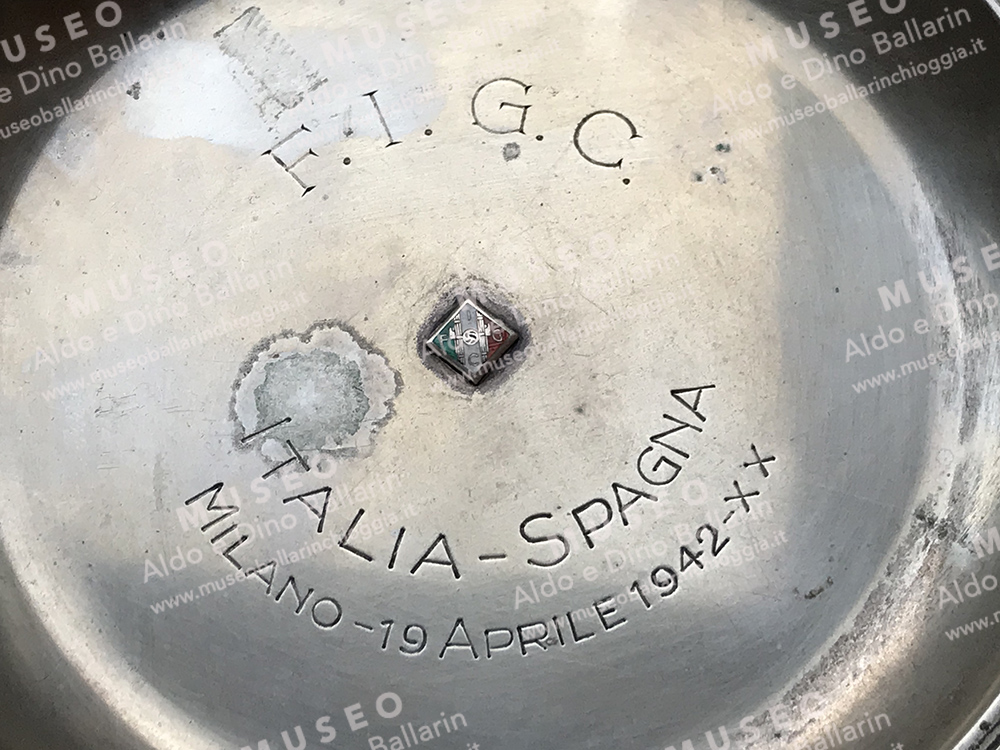 F.I.G.C.
ITALIA-SPAGNA
MILANO-19 APRILE 1942-XX
MUSEO
Aldo e Dino Ballarin
www.museoballarinchioggia.it